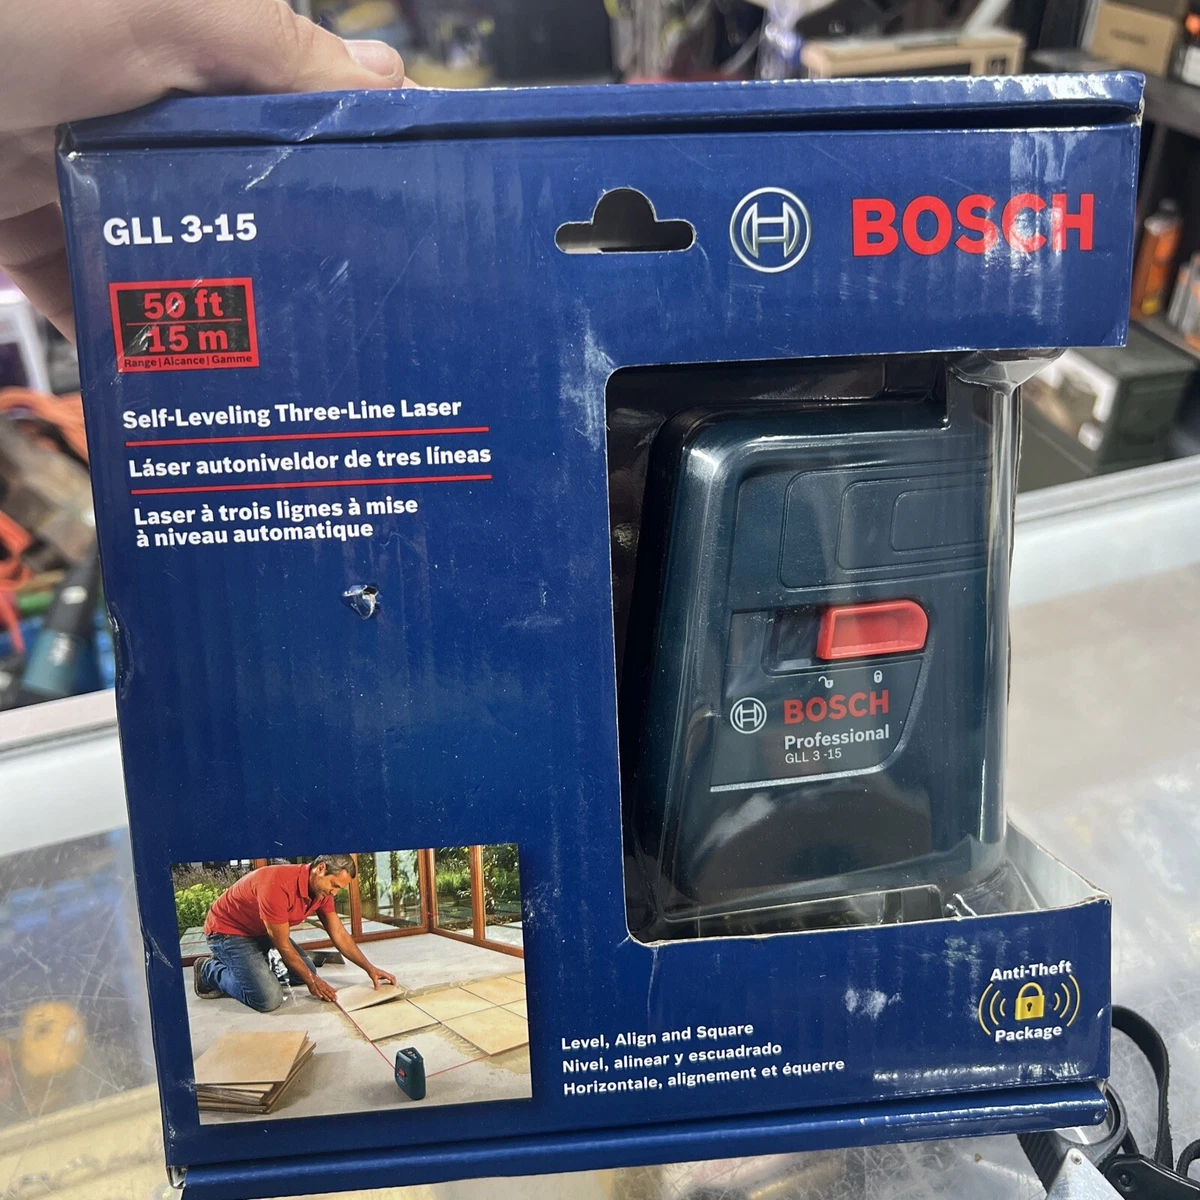 GLL 3-15
BOSCH
50 ft
15 m
Range | Alcance | Gamme
Self-Leveling Three-Line Laser
Láser autoniveldor de tres líneas
Laser à trois lignes à mise
à niveau automatique
BOSCH
Professional
GLL 3-15
Level, Align and Square
Nivel, alinear y escuadrado
Horizontale, alignement et équerre
Anti-Theft
Package